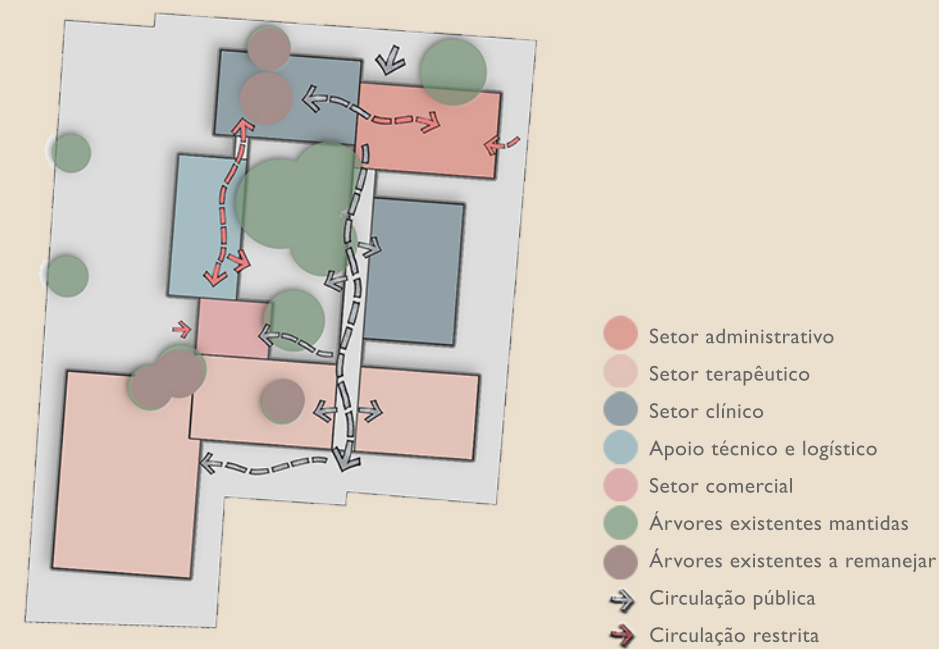 Setor administrativo
Setor terapêutico
Setor clínico
Apoio técnico e logístico
Setor comercial
Árvores existentes mantidas
Árvores existentes a remanejar
Circulação pública
Circulação restrita